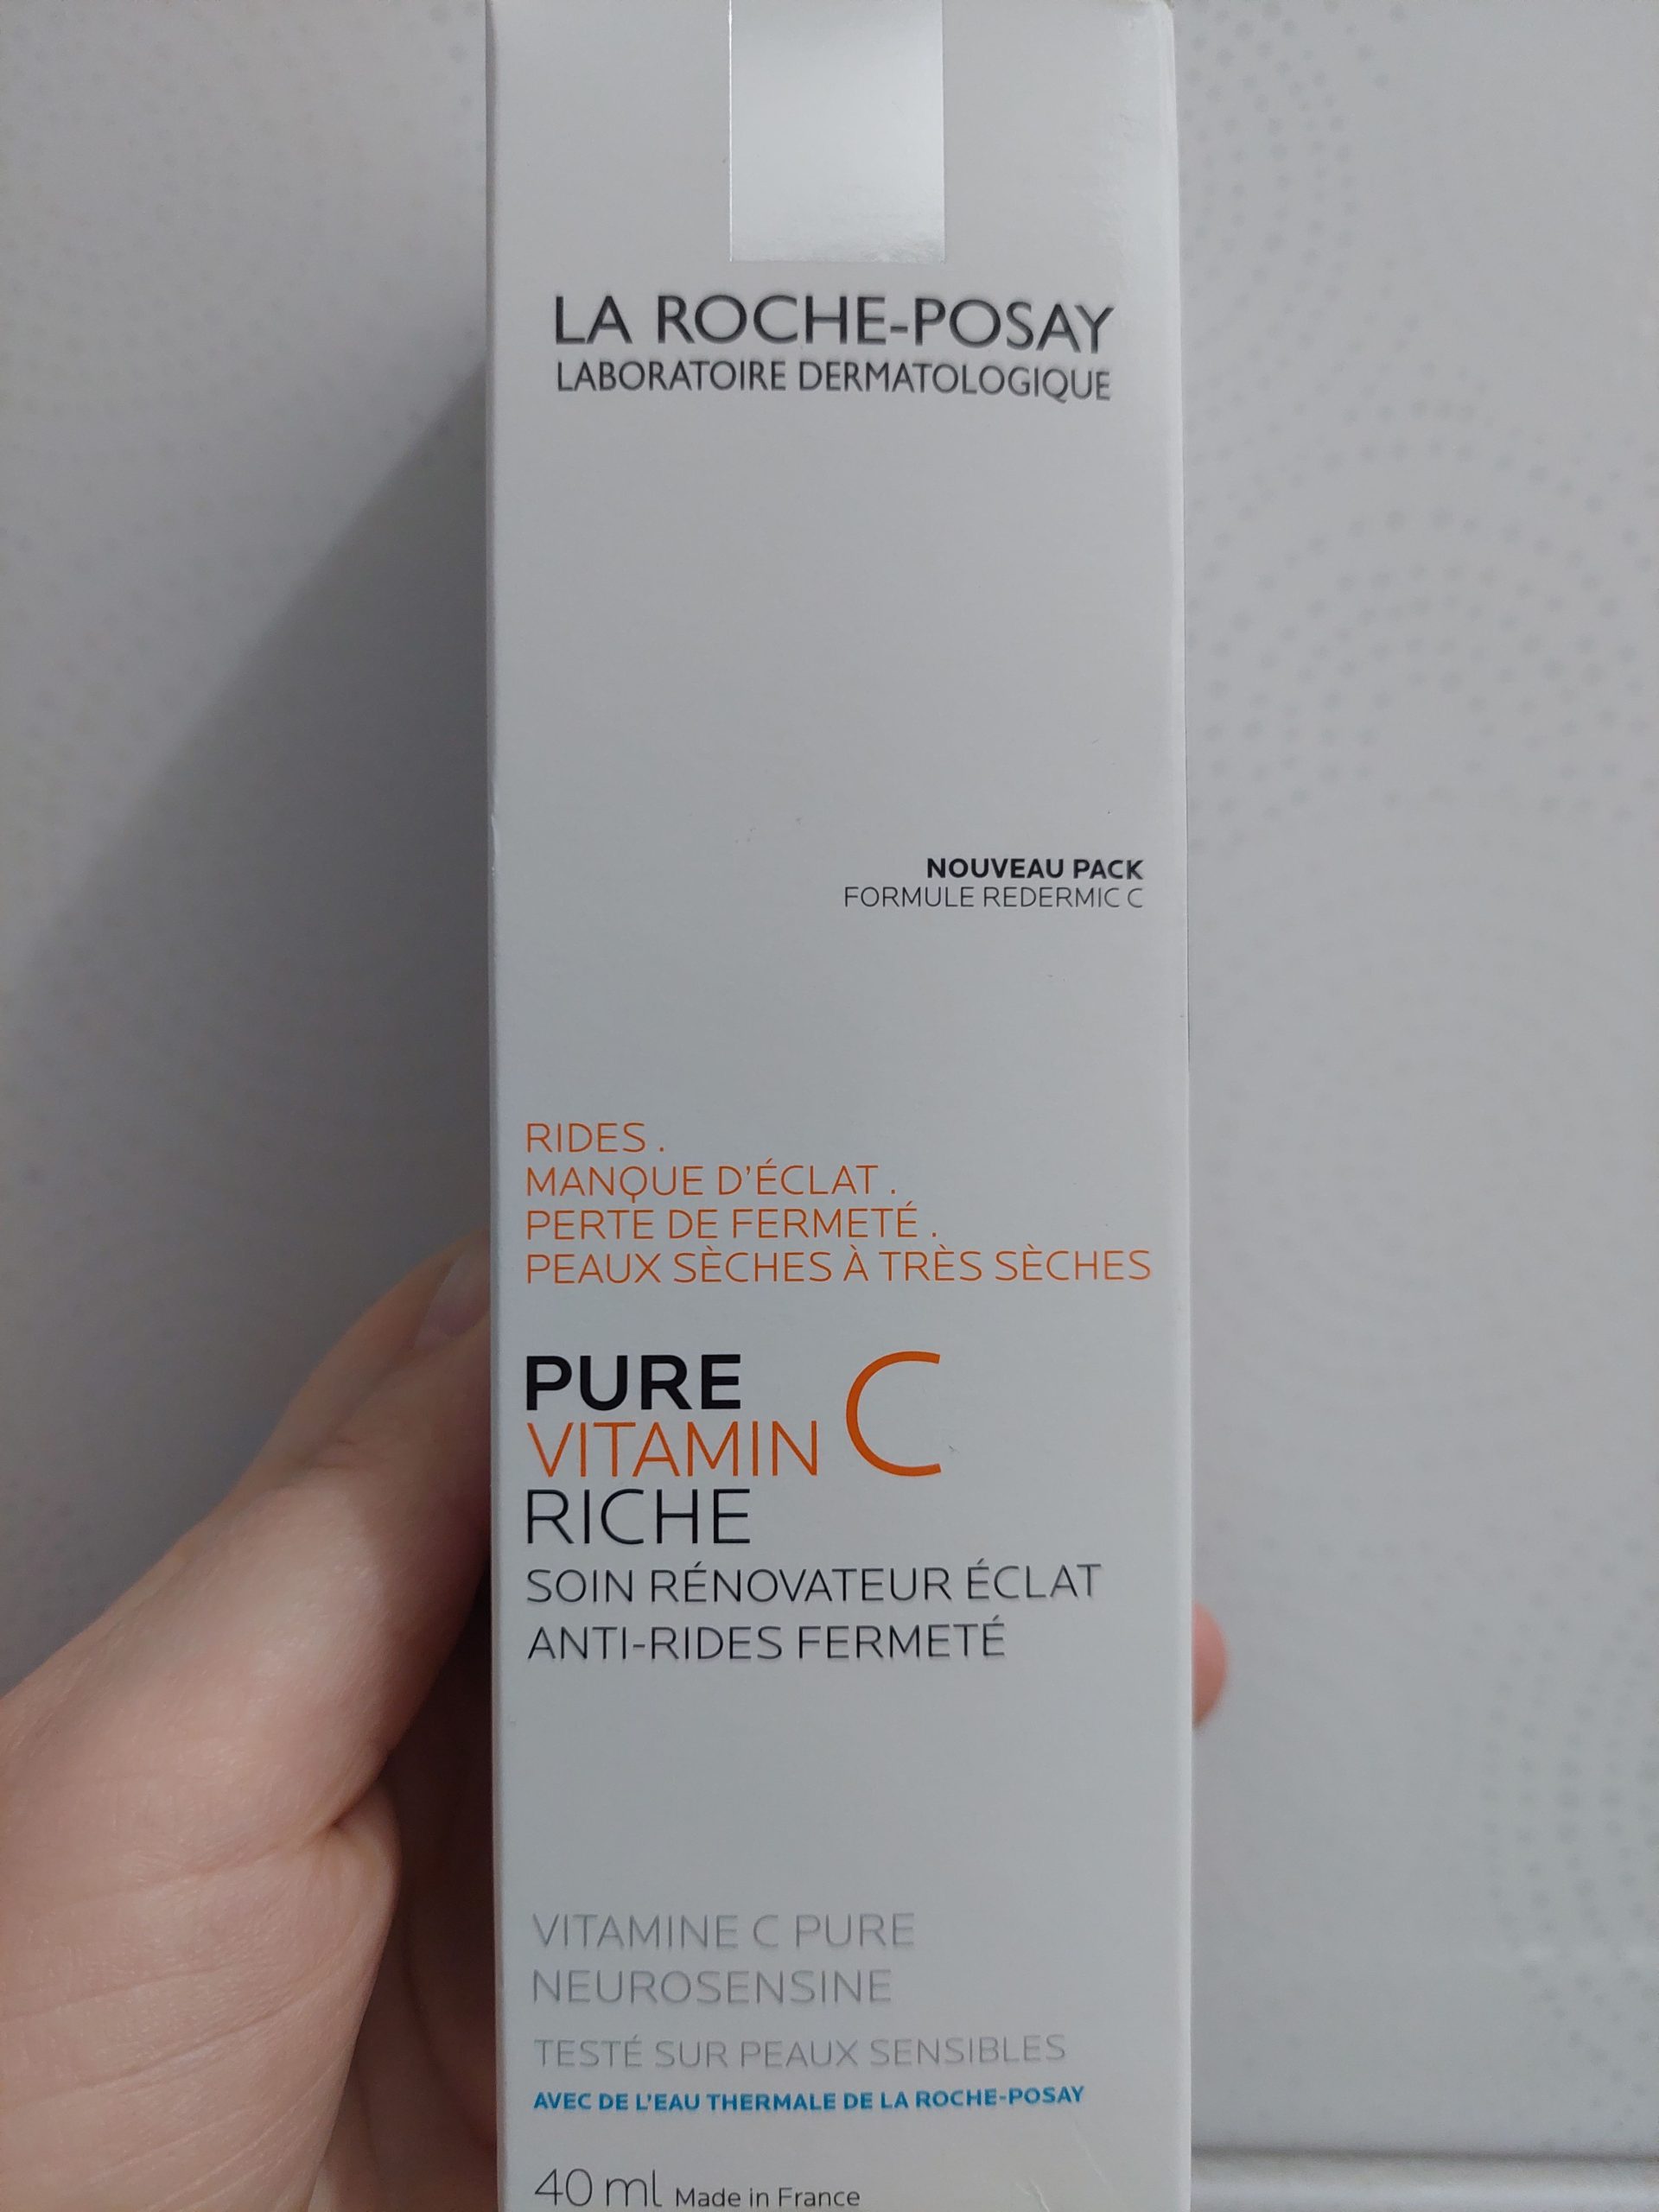 LA ROCHE-POSAY
LABORATOIRE DERMATOLOGIQUE
NOUVEAU PACK
FORMULE REDERMIC C
RIDES .
MANQUE D'ÉCLAT .
PERTE DE FERMETÉ .
PEAUX SÈCHES À TRÈS SÈCHES
PURE
VITAMIN C
RICHE
SOIN RÉNOVATEUR ÉCLAT
ANTI-RIDES FERMETÉ
VITAMINE C PURE
NEUROSENSINE
TESTÉ SUR PEAUX SENSIBLES
AVEC DE L'EAU THERMALE DE LA ROCHE-POSAY
40 ml Made in France